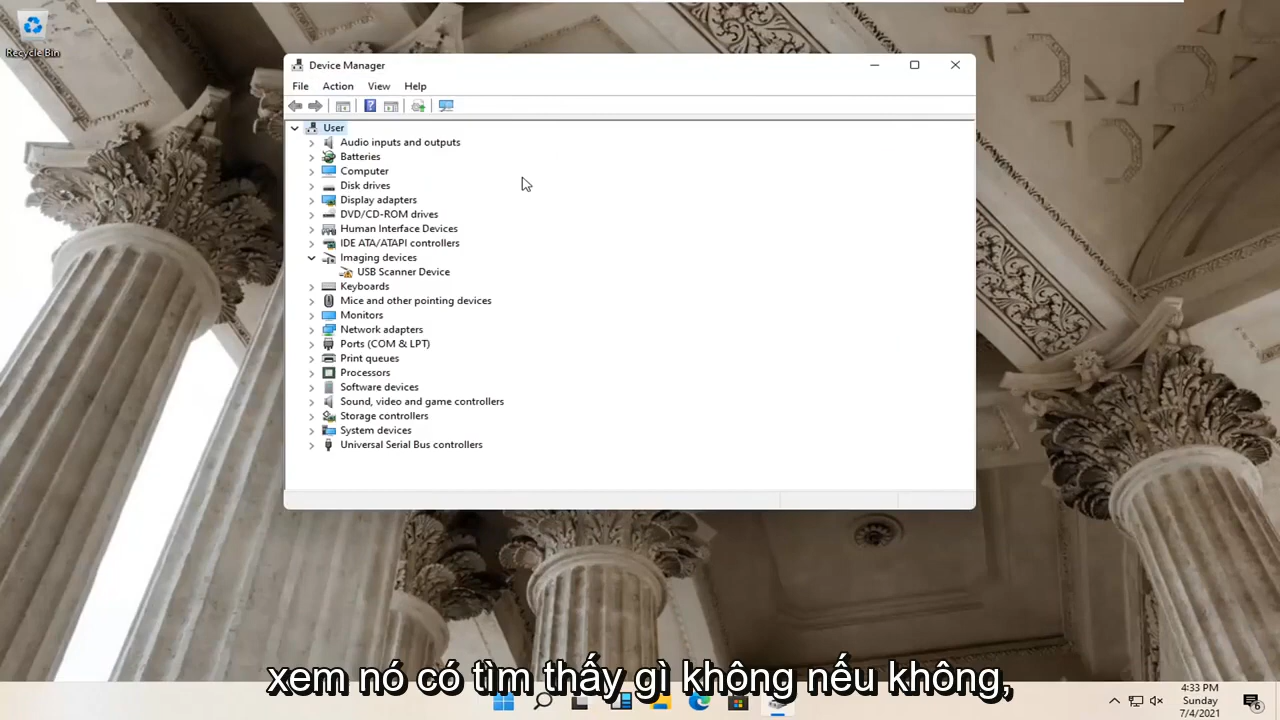 Recycle Bin
Device Manager
File Action View Help
User
Audio inputs and outputs
Batteries
Computer
Disk drives
Display adapters
DVD/CD-ROM drives
Human Interface Devices
IDE ATA/ATAPI controllers
Imaging devices
USB Scanner Device
Keyboards
Mice and other pointing devices
Monitors
Network adapters
Ports (COM & LPT)
Print queues
Processors
Software devices
Sound, video and game controllers
Storage controllers
System devices
Universal Serial Bus controllers
xem nó có tìm thấy gì không nếu không,
4:33 PM
Sunday
7/4/2021
6